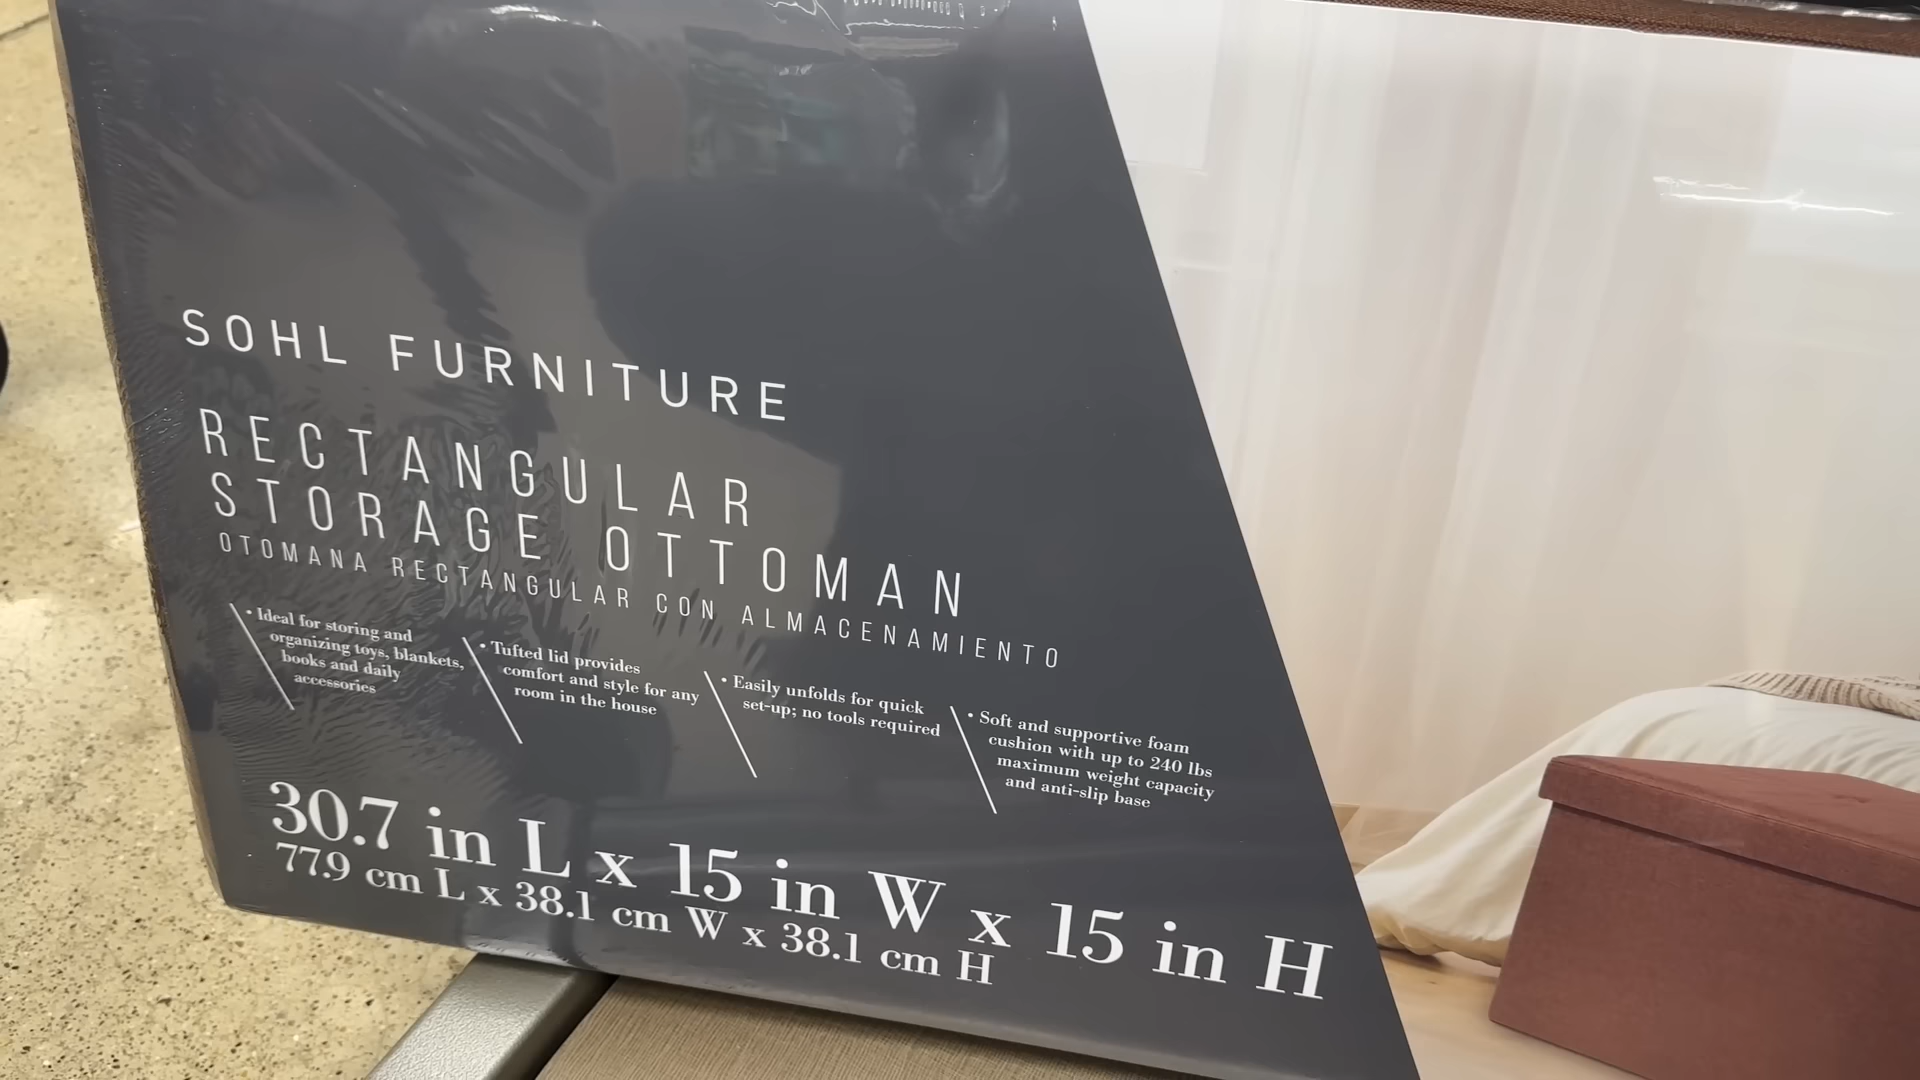 SOHL FURNITURE
RECTANGULAR
STORAGE OTTOMAN
OTOMANA RECTANGULAR CON ALMACENAMIENTO
• Ideal for storing and
organizing toys, blankets,
books and daily
accessories
• Tufted lid provides
comfort and style for any
room in the house
• Easily unfolds for quick
set-up; no tools required
• Soft and supportive foam
cushion with up to 240 lbs
maximum weight capacity
and anti-slip base
30.7 in L x 15 in W x 15 in H
77.9 cm L x 38.1 cm W x 38.1 cm H